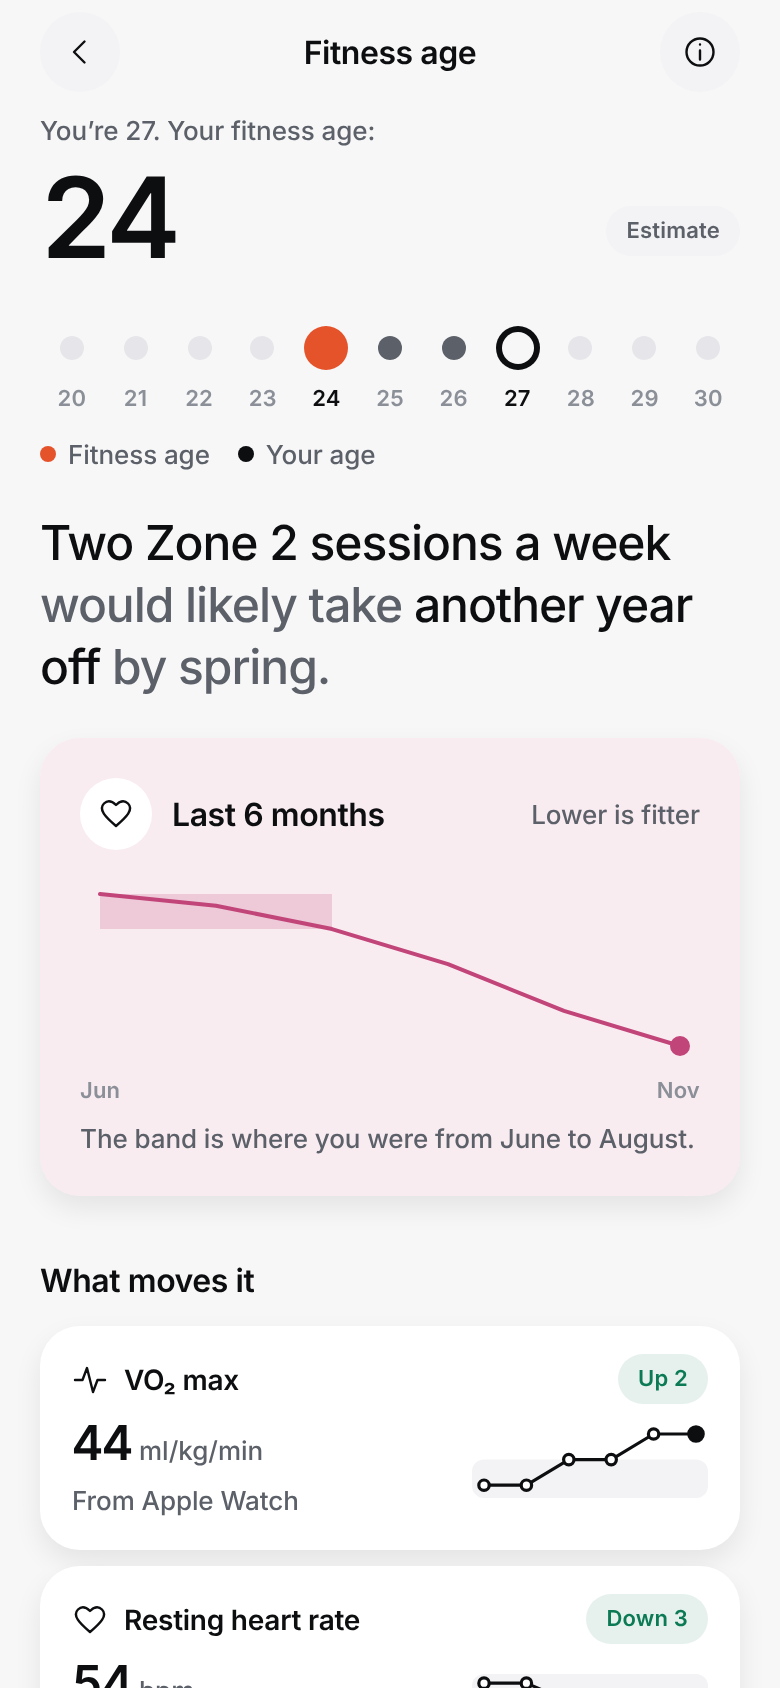 Fitness age
You’re 27. Your fitness age:
24
Estimate
20 21 22 23 24 25 26 27 28 29 30
Fitness age Your age
Two Zone 2 sessions a week
would likely take another year
off by spring.
Last 6 months
Lower is fitter
Jun Nov
The band is where you were from June to August.
What moves it
VO₂ max
Up 2
44 ml/kg/min
From Apple Watch
Resting heart rate
Down 3
54 bpm